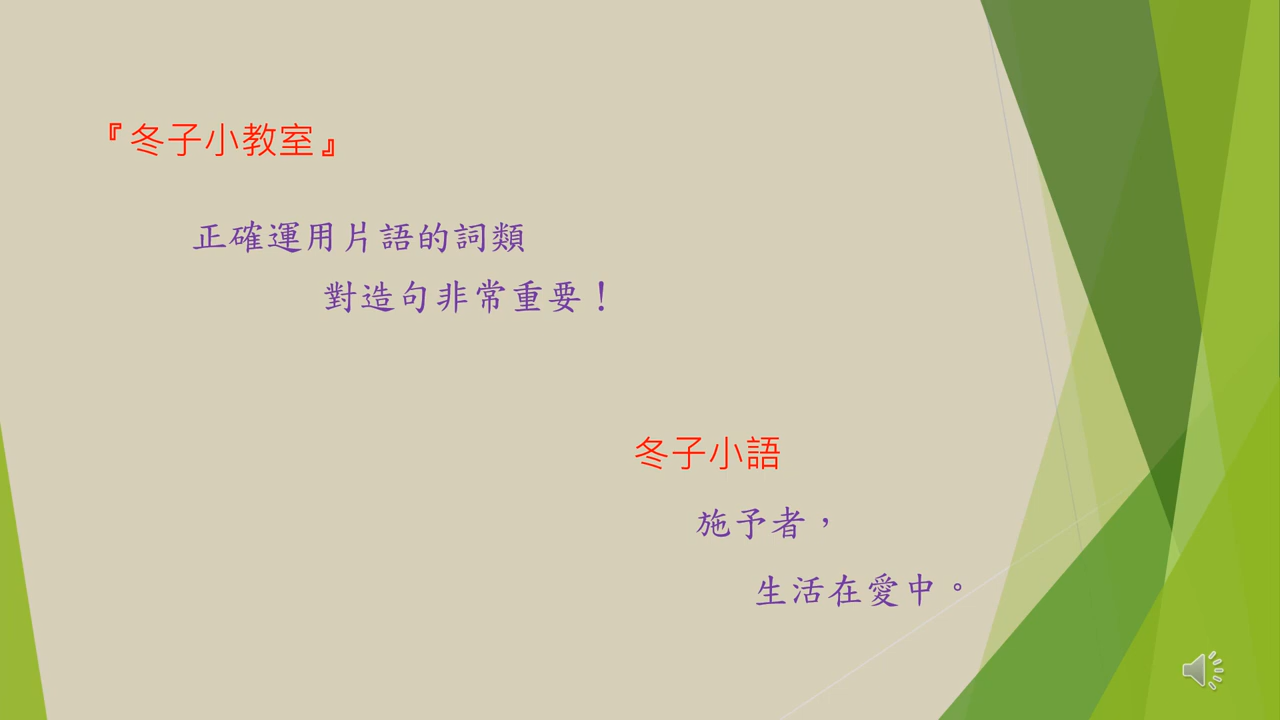 『冬子小教室』
正確運用片語的詞類
對造句非常重要！
冬子小語
施予者，
生活在愛中。